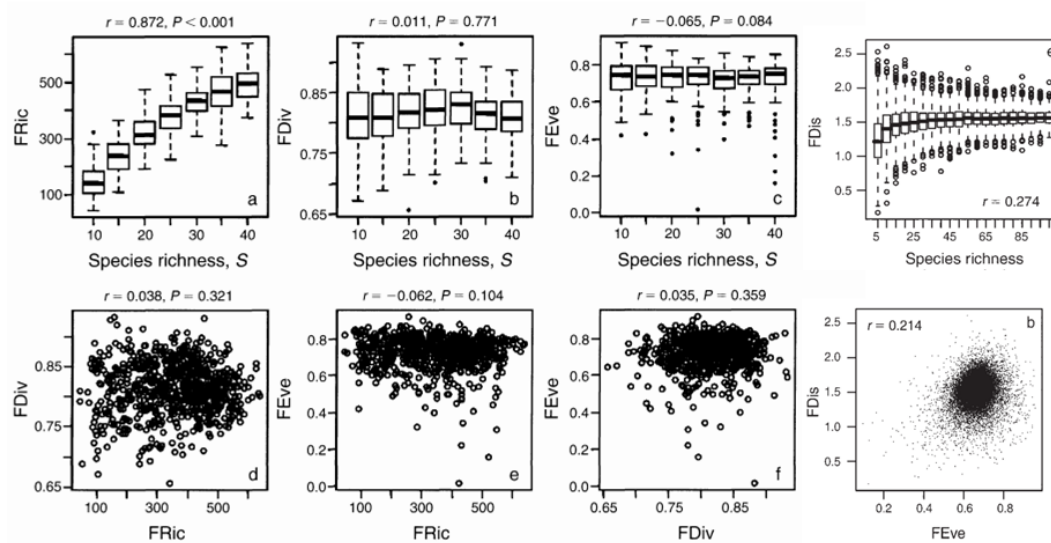 r = 0.872, P < 0.001
FRic
500
300
100
a
10 20 30 40
Species richness, S
r = 0.011, P = 0.771
FDiv
0.85
0.75
0.65
b
10 20 30 40
Species richness, S
r = −0.065, P = 0.084
FEve
0.8
0.6
0.4
0.2
0.0
c
10 20 30 40
Species richness, S
FDis
2.5
2.0
1.5
1.0
0.5
r = 0.274
5 25 45 65 85
Species richness
r = 0.038, P = 0.321
FDiv
0.85
0.75
0.65
d
100 300 500
FRic
r = −0.062, P = 0.104
FEve
0.8
0.6
0.4
0.2
0.0
e
100 300 500
FRic
r = 0.035, P = 0.359
FEve
0.8
0.6
0.4
0.2
0.0
f
0.65 0.75 0.85
FDiv
r = 0.214 b
FDis
2.5
2.0
1.5
1.0
0.5
0.2 0.4 0.6 0.8
FEve